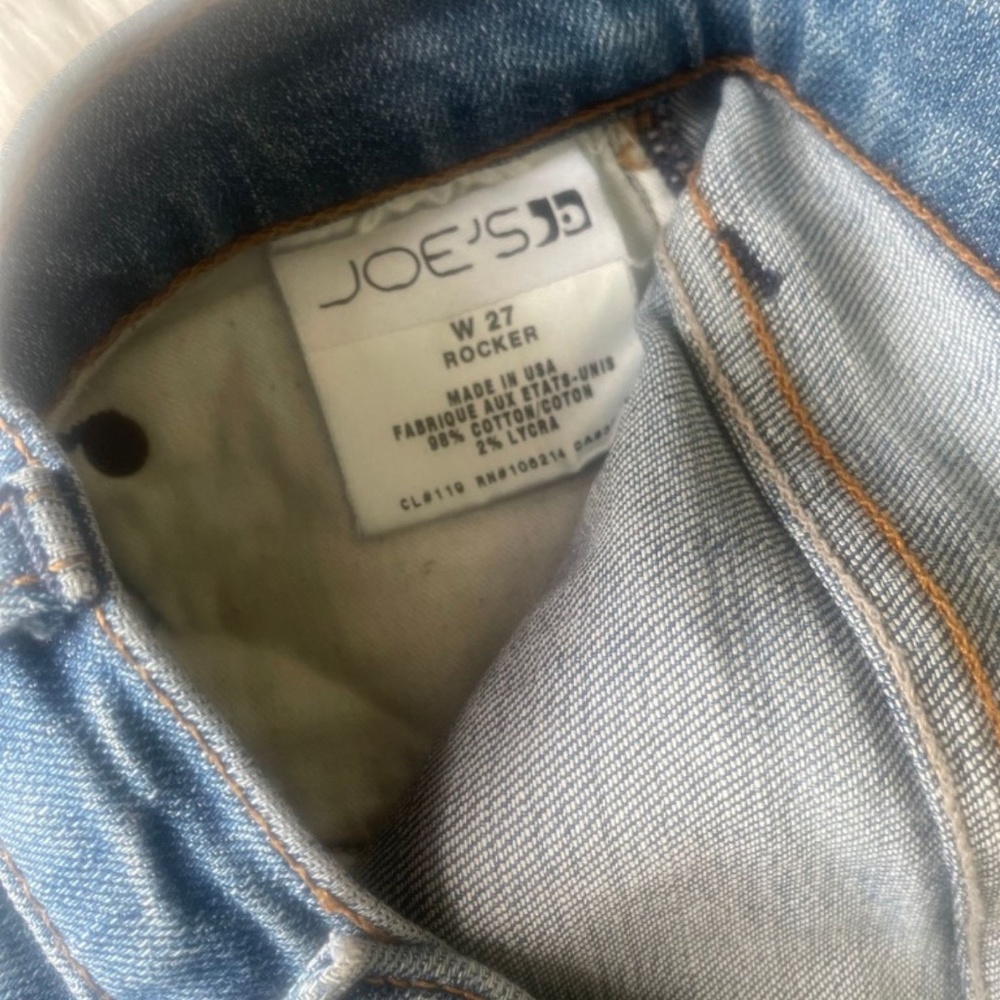 JOE'S
W 27
ROCKER
MADE IN USA
FABRIQUE AUX ETATS-UNIS
98% COTTON/COTON
2% LYCRA
CL#119 RN#106214